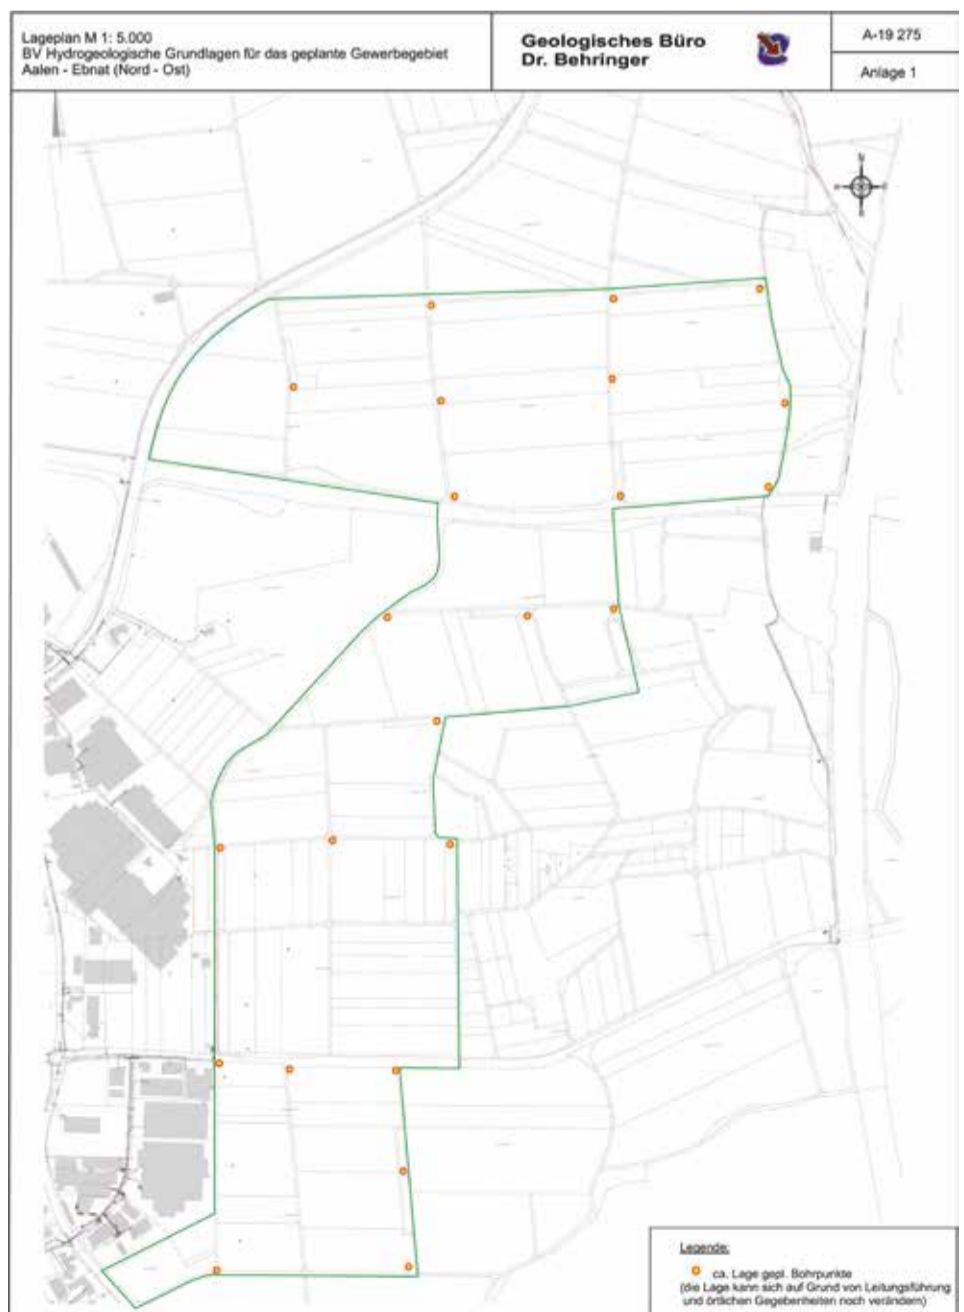 Lageplan M 1: 5.000
BV Hydrogeologische Grundlagen für das geplante Gewerbegebiet
Aalen - Ebnat (Nord - Ost)
Geologisches Büro
Dr. Behringer
A-19 275
Anlage 1
N
Legende:
ca. Lage gepl. Bohrpunkte
(die Lage kann sich auf Grund von Leitungsführung
und örtlichen Gegebenheiten noch verändern)